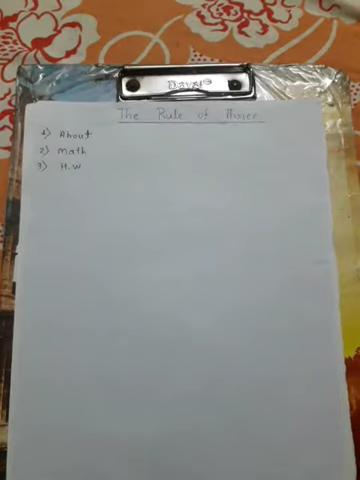 The Rule of Three
1) About
2) Math
3) H.W